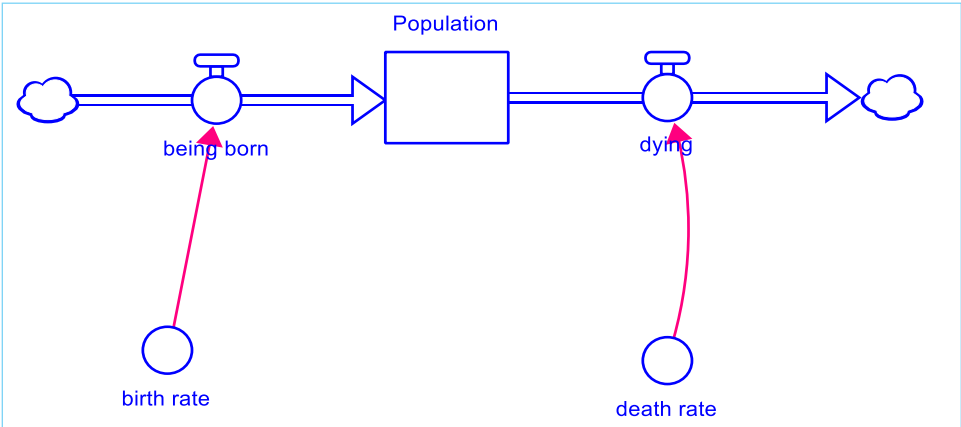 Population
being born
dying
birth rate
death rate